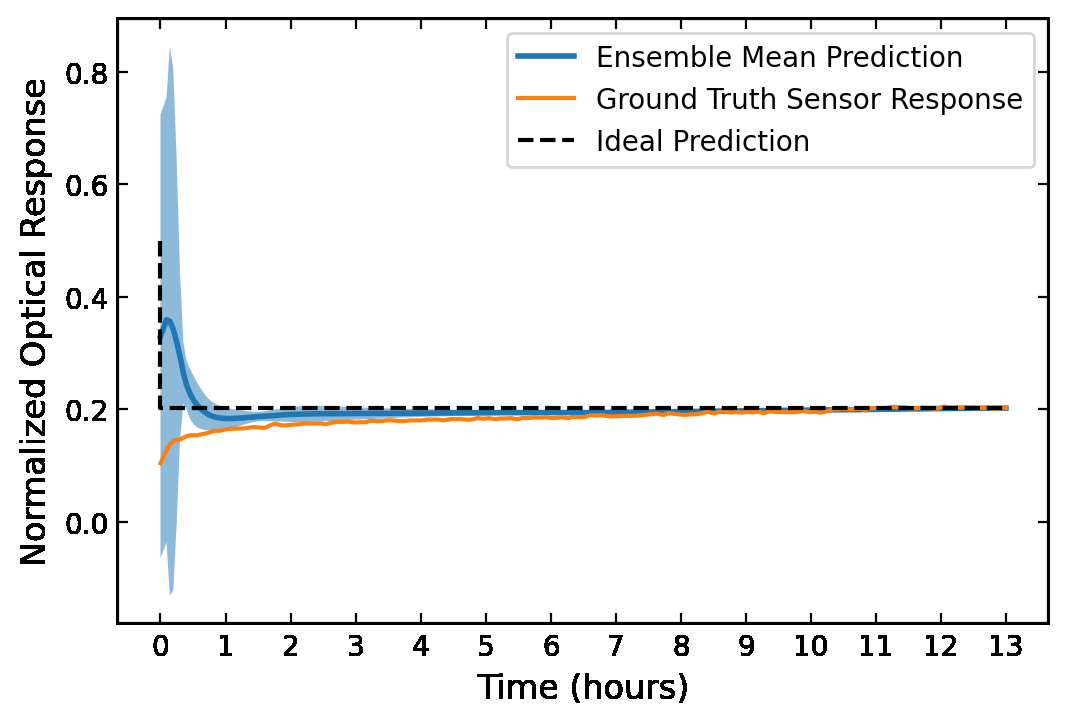 Ensemble Mean Prediction
Ground Truth Sensor Response
Ideal Prediction
Normalized Optical Response
0.8
0.6
0.4
0.2
0.0
0 1 2 3 4 5 6 7 8 9 10 11 12 13
Time (hours)